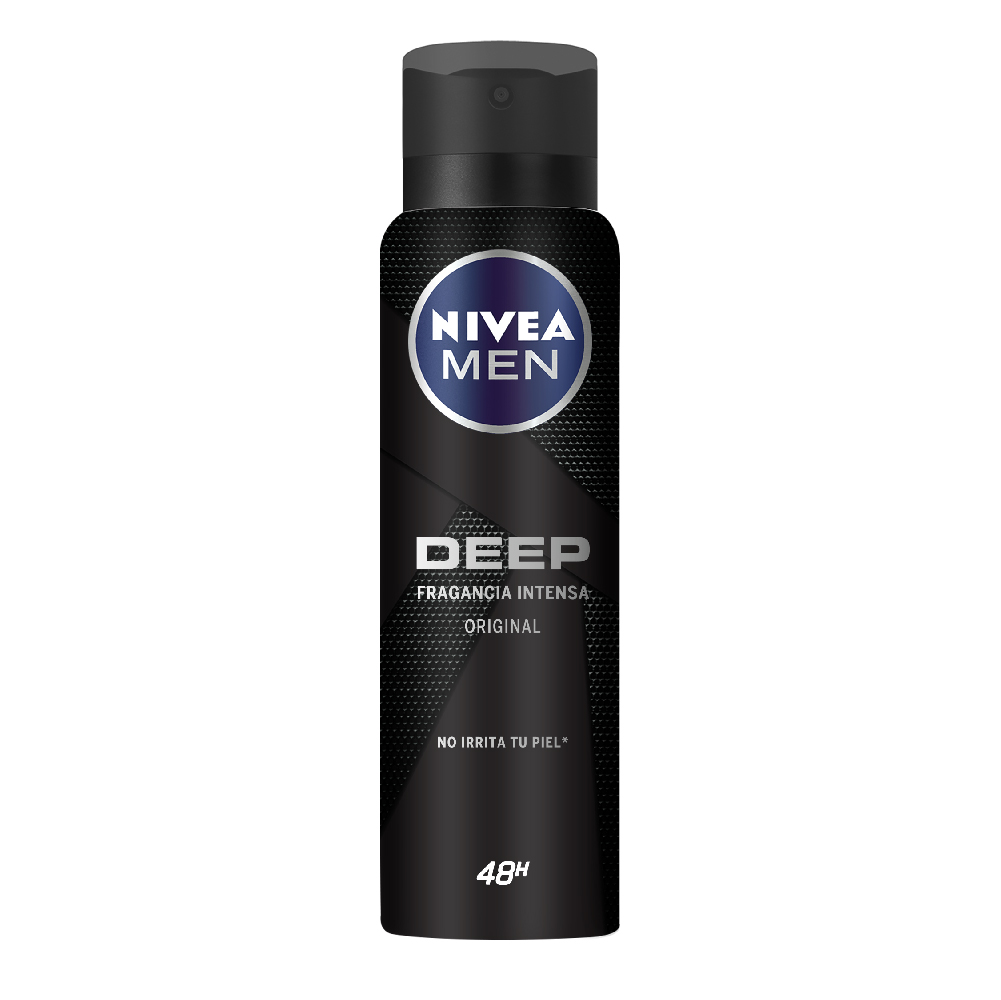 NIVEA
MEN
DEEP
FRAGANCIA INTENSA
ORIGINAL
NO IRRITA TU PIEL*
48H